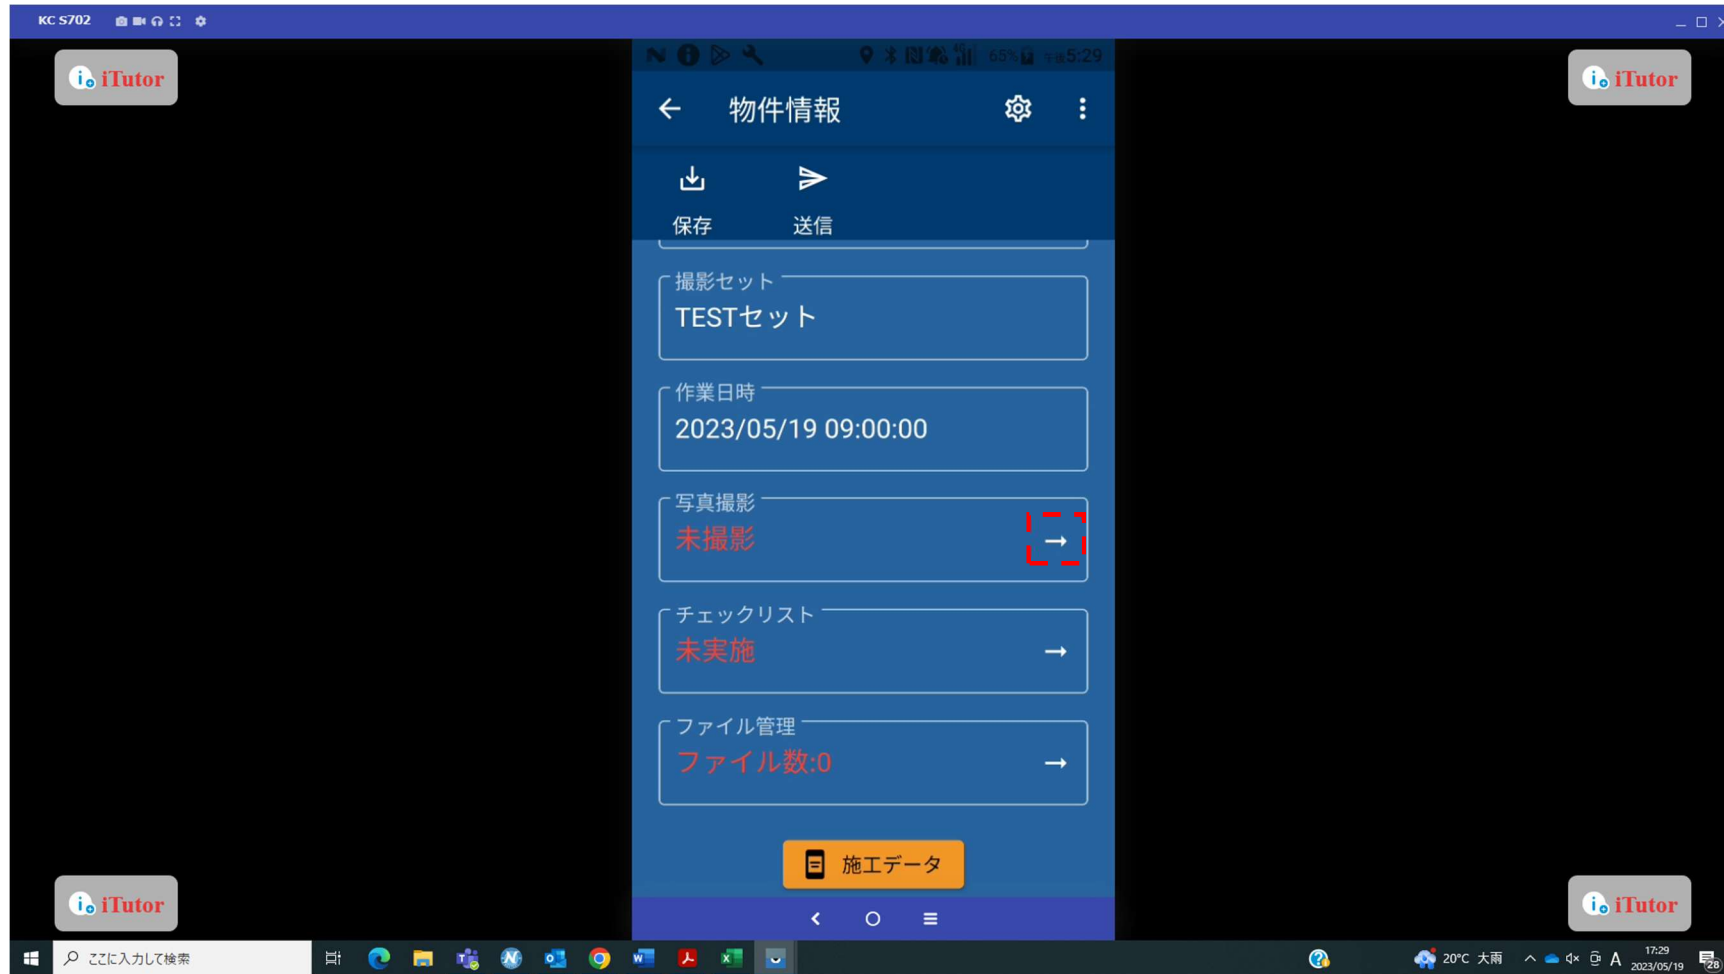 KC S702
iTutor
iTutor
65% 午後5:29
物件情報
保存
送信
撮影セット
TESTセット
作業日時
2023/05/19 09:00:00
写真撮影
未撮影
→
チェックリスト
未実施
→
ファイル管理
ファイル数:0
→
施工データ
iTutor
iTutor
ここに入力して検索
20°C 大雨
A
17:29
2023/05/19
28